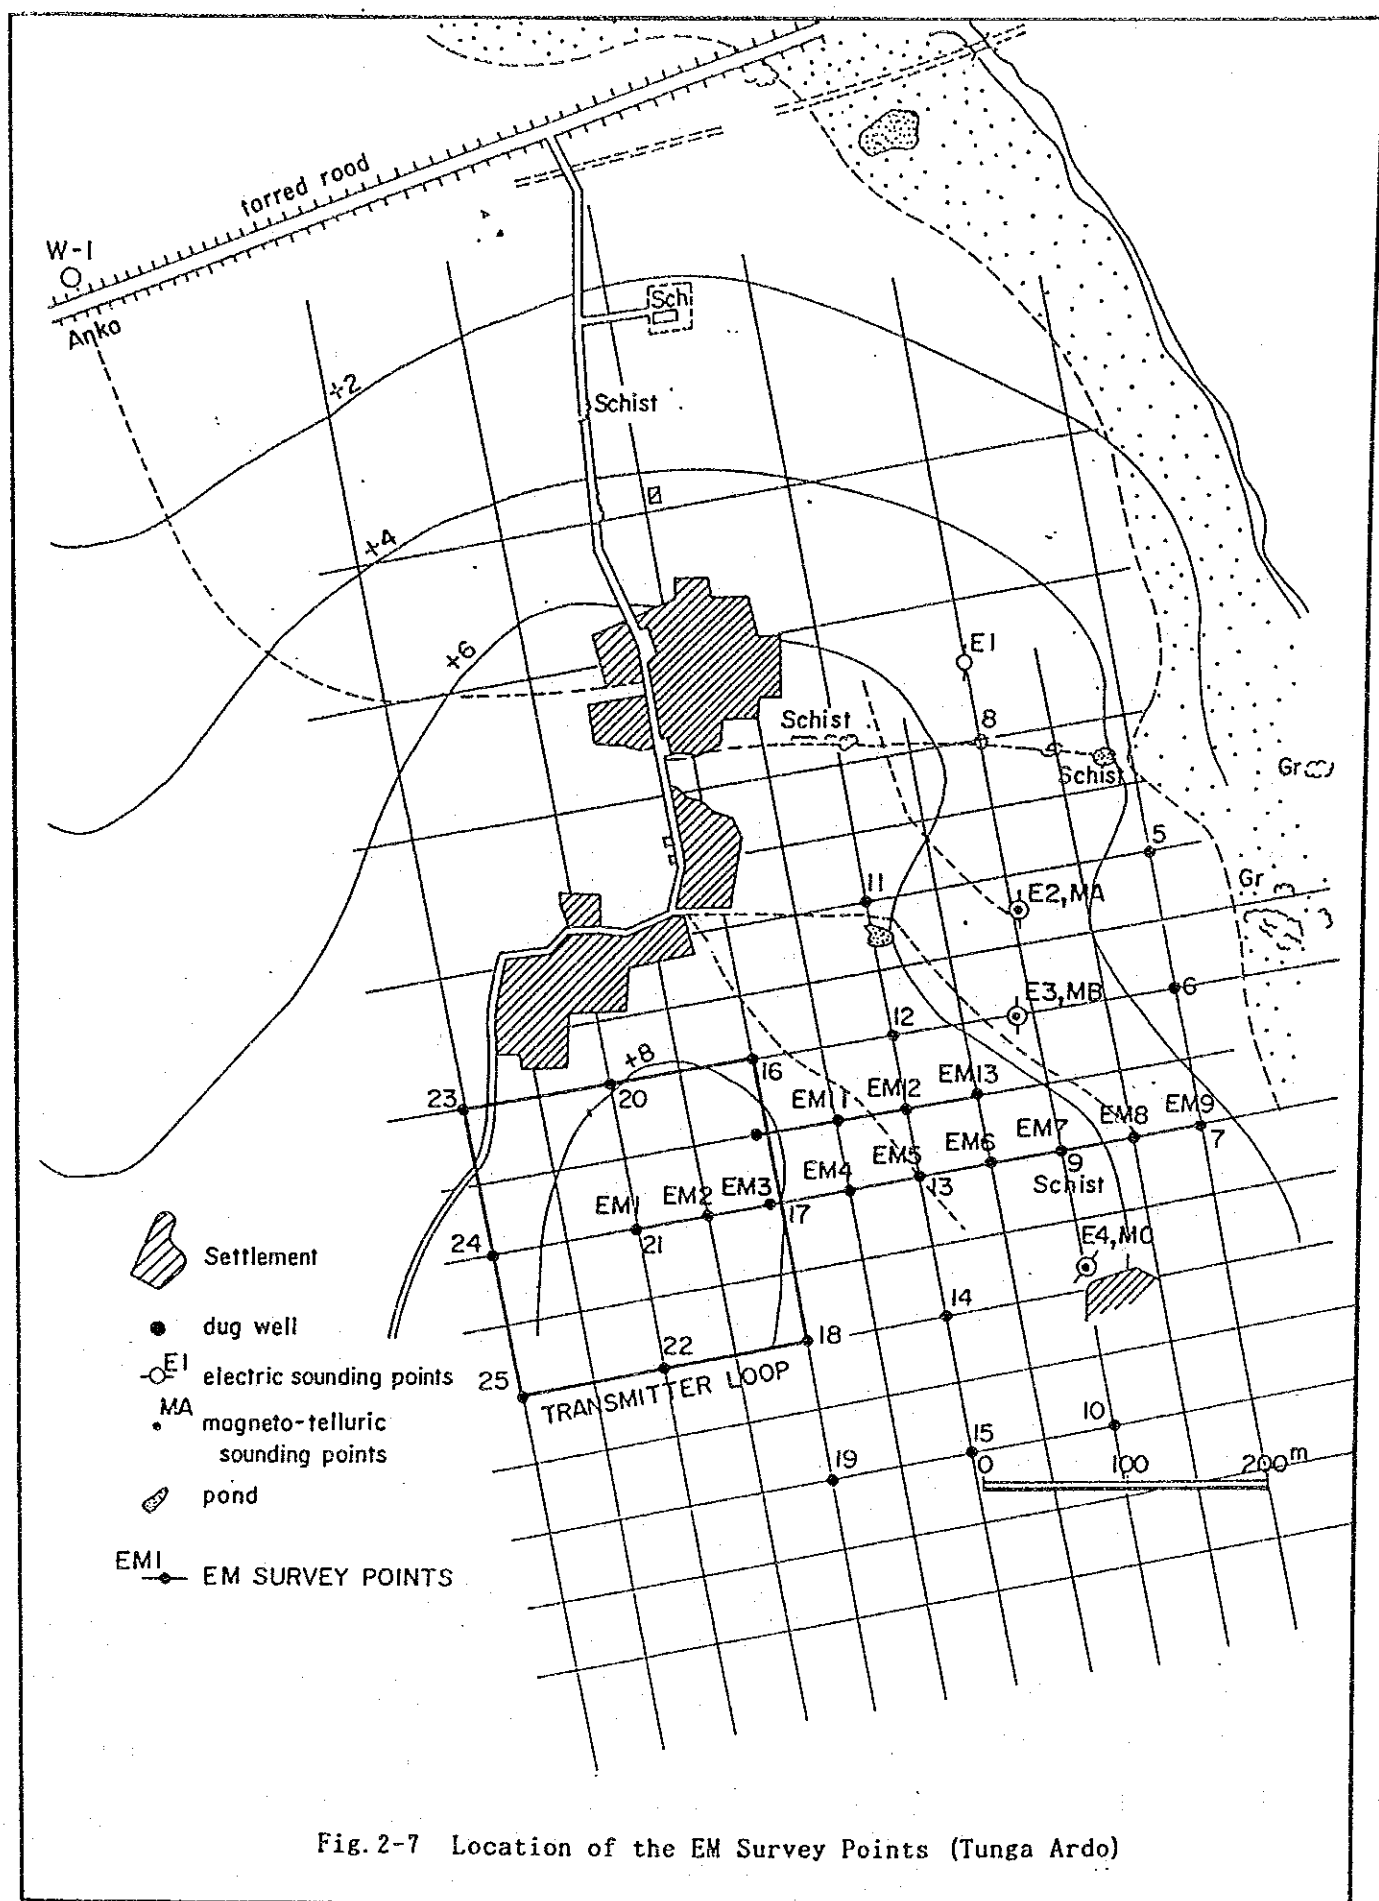 torred rood
W-1
Anko
Sch
+2
Schist
+4
+6
E1
Schist
8
Schist
Gr
5
11
E2,MA
Gr
E3,MB
6
12
+8
16
23
20
EM11
EM12
EM13
EM1
EM2
EM3
EM4
EM5
EM6
EM7
EM8
EM9
17
13
9
7
Schist
24
21
E4,MC
14
18
22
25
TRANSMITTER LOOP
10
15
19
0 100 200m
Settlement
dug well
E1
electric sounding points
MA
magneto-telluric
sounding points
pond
EM1
EM SURVEY POINTS
Fig. 2-7 Location of the EM Survey Points (Tunga Ardo)